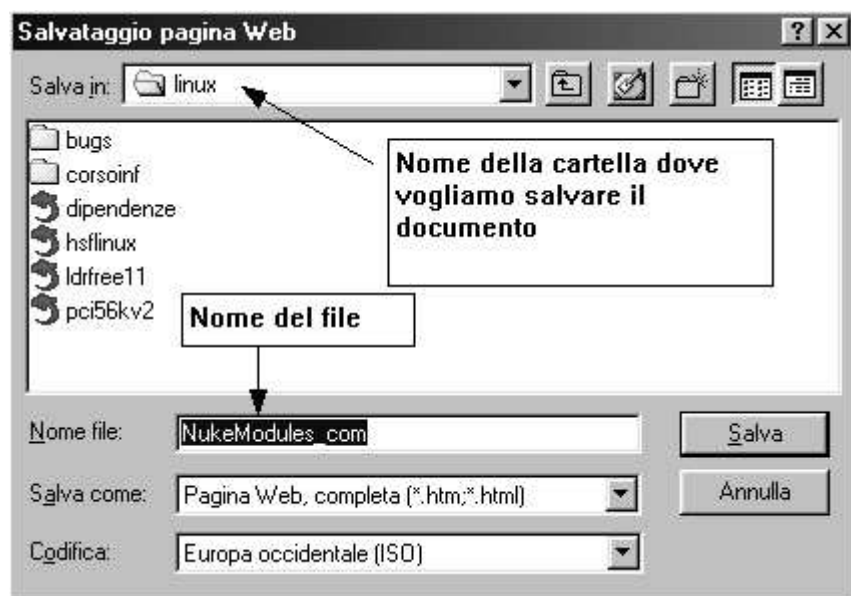 Salvataggio pagina Web
Salva in: linux
bugs
corsoinf
dipendenze
hsflinux
ldrfree11
pci56kv2
Nome della cartella dove
vogliamo salvare il
documento
Nome del file
Nome file: NukeModules_com Salva
Salva come: Pagina Web, completa (*.htm;*.html) Annulla
Codifica: Europa occidentale (ISO)